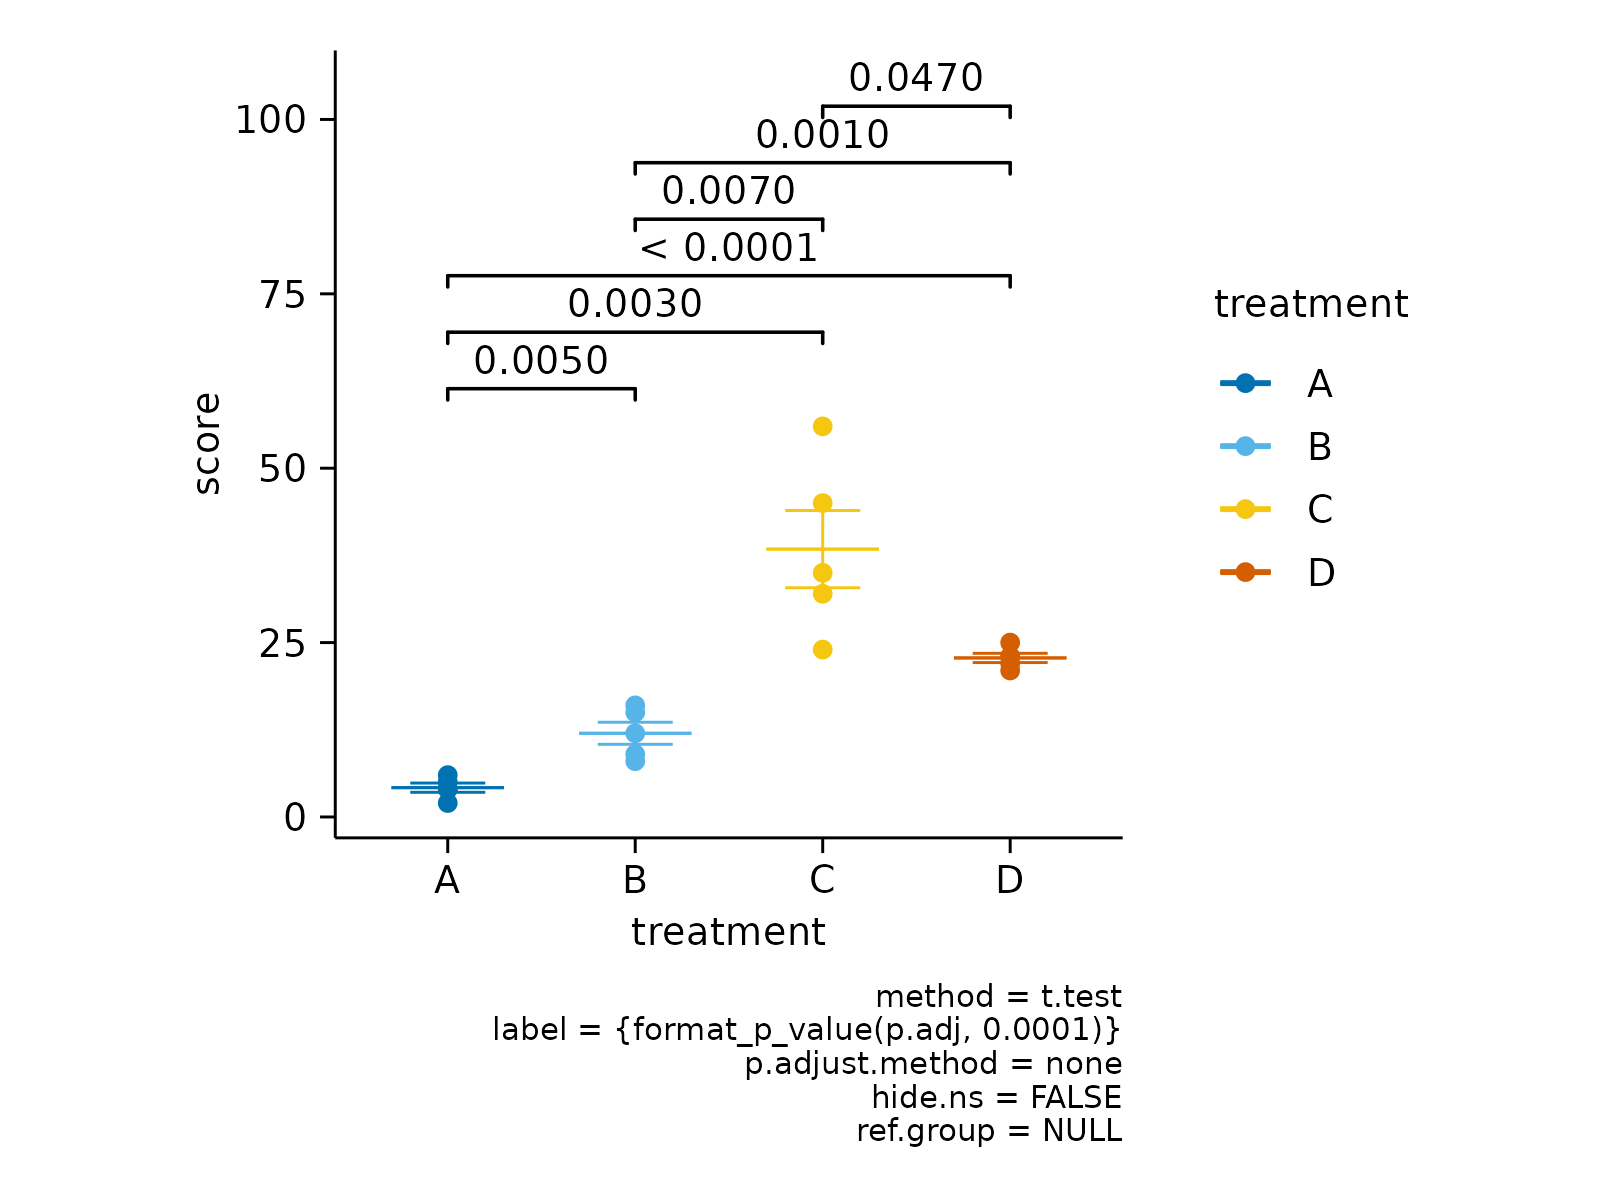 0.0470
100
0.0010
0.0070
< 0.0001
75
0.0030
0.0050
score
50
25
0
A
B
C
D
treatment
treatment
A
B
C
D
method = t.test
label = {format_p_value(p.adj, 0.0001)}
p.adjust.method = none
hide.ns = FALSE
ref.group = NULL